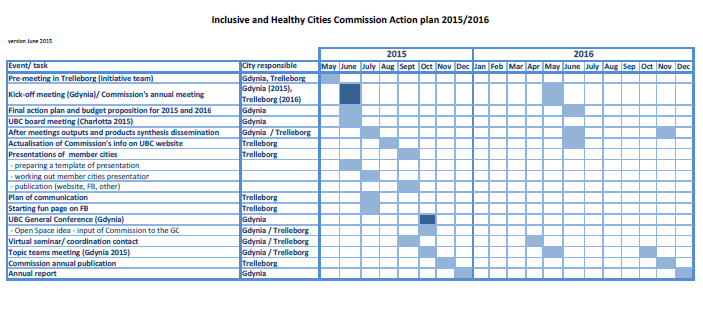 Inclusive and Healthy Cities Commission Action plan 2015/2016
version June 2015
2015 2016
Event/ task City responsible May June July Aug Sept Oct Nov Dec Jan Feb Mar Apr May June July Aug Sep Oct Nov Dec
Pre-meeting in Trelleborg (initiative team) Gdynia, Trelleborg
Kick-off meeting (Gdynia)/ Commission's annual meeting Gdynia (2015),
Trelleborg (2016)
Final action plan and budget proposition for 2015 and 2016 Gdynia
UBC board meeting (Charlotta 2015) Gdynia
After meetings outputs and products synthesis dissemination Gdynia / Trelleborg
Actualisation of Commission's info on UBC website Trelleborg
Presentations of member cities Trelleborg
- preparing a template of presentation
- working out member cities presentation
- publication (website, FB, other)
Plan of communication Trelleborg
Starting fun page on FB Trelleborg
UBC General Conference (Gdynia) Gdynia
- Open Space idea - input of Commission to the GC Gdynia / Trelleborg
Virtual seminar/ coordination contact Gdynia / Trelleborg
Topic teams meeting (Gdynia 2015) Gdynia / Trelleborg
Commission annual publication Trelleborg
Annual report Gdynia